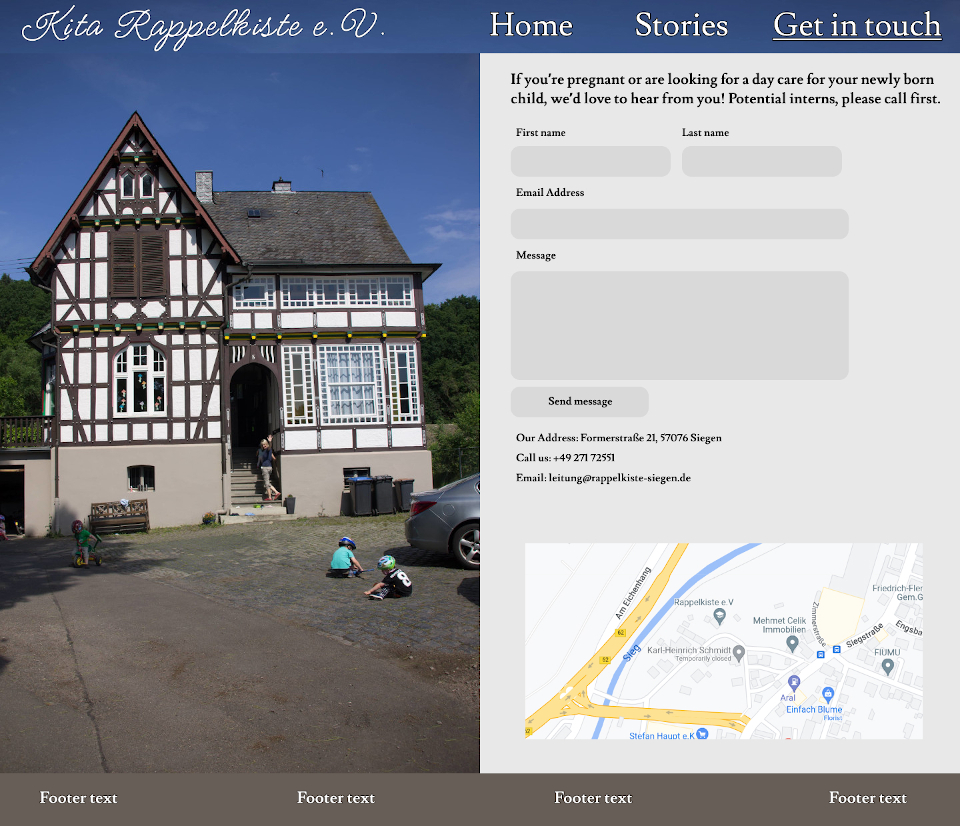 Kita Rappelkiste e.V.
Home
Stories
Get in touch
If you're pregnant or are looking for a day care for your newly born
child, we'd love to hear from you! Potential interns, please call first.
First name
Last name
Email Address
Message
Send message
Our Address: Formerstraße 21, 57076 Siegen
Call us: +49 271 72551
Email: leitung@rappelkiste-siegen.de
Am Eichenhang
Rappelkiste e.V
Friedrich-Fler
Gem.G
Mehmet Celik
Immobilien
Zimmerstraße
Siegstraße
Engsba
62
Sieg
Karl-Heinrich Schmidt
Temporarily closed
FIUMU
Aral
Einfach Blume
Florist
Stefan Haupt e.K
Footer text
Footer text
Footer text
Footer text